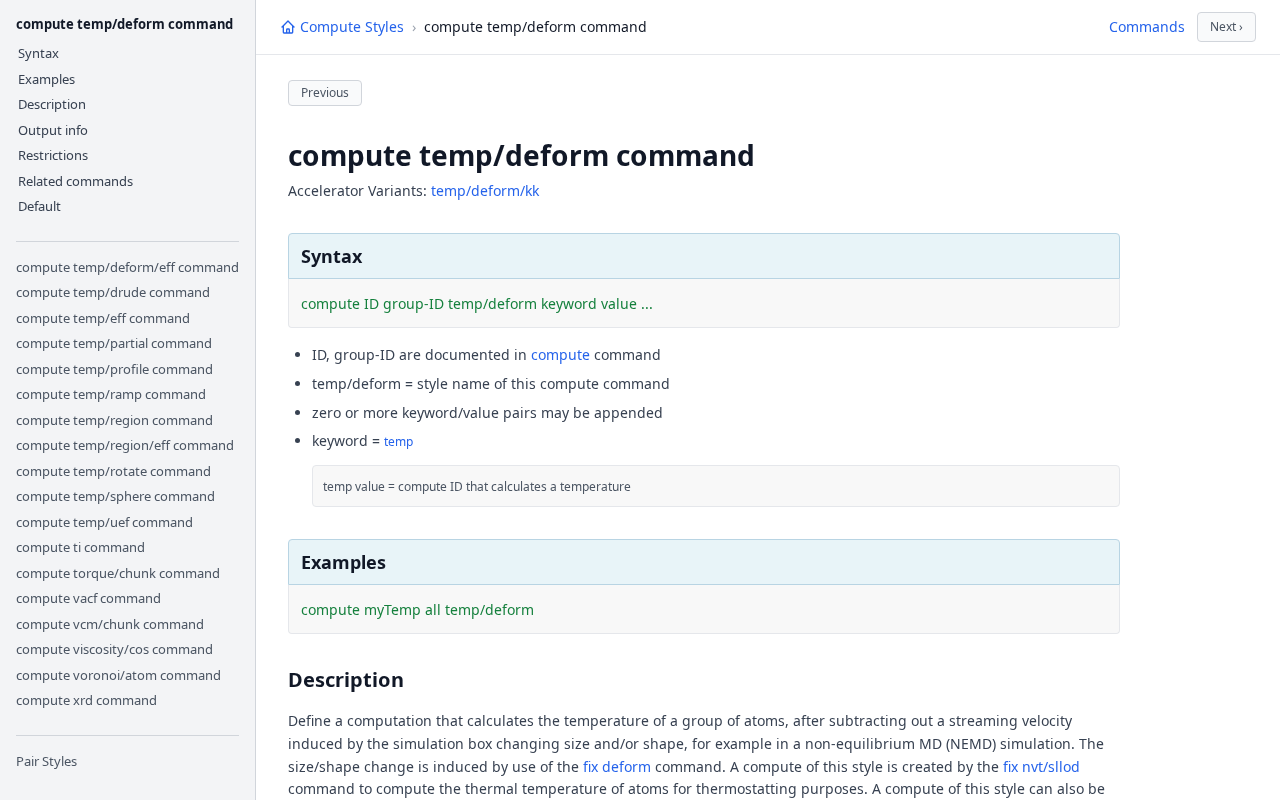 compute temp/deform command
Syntax
Examples
Description
Output info
Restrictions
Related commands
Default
compute temp/deform/eff command
compute temp/drude command
compute temp/eff command
compute temp/partial command
compute temp/profile command
compute temp/ramp command
compute temp/region command
compute temp/region/eff command
compute temp/rotate command
compute temp/sphere command
compute temp/uef command
compute ti command
compute torque/chunk command
compute vacf command
compute vcm/chunk command
compute viscosity/cos command
compute voronoi/atom command
compute xrd command
Pair Styles
Compute Styles › compute temp/deform command
Commands
Next ›
Previous
compute temp/deform command
Accelerator Variants: temp/deform/kk
Syntax
compute ID group-ID temp/deform keyword value ...
• ID, group-ID are documented in compute command
• temp/deform = style name of this compute command
• zero or more keyword/value pairs may be appended
• keyword = temp
temp value = compute ID that calculates a temperature
Examples
compute myTemp all temp/deform
Description
Define a computation that calculates the temperature of a group of atoms, after subtracting out a streaming velocity
induced by the simulation box changing size and/or shape, for example in a non-equilibrium MD (NEMD) simulation. The
size/shape change is induced by use of the fix deform command. A compute of this style is created by the fix nvt/sllod
command to compute the thermal temperature of atoms for thermostatting purposes. A compute of this style can also be